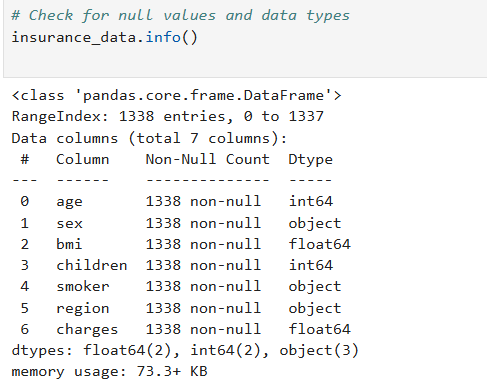 # Check for null values and data types
insurance_data.info()
<class 'pandas.core.frame.DataFrame'>
RangeIndex: 1338 entries, 0 to 1337
Data columns (total 7 columns):
 #   Column    Non-Null Count  Dtype
---  ------    --------------  -----
 0   age       1338 non-null   int64
 1   sex       1338 non-null   object
 2   bmi       1338 non-null   float64
 3   children  1338 non-null   int64
 4   smoker    1338 non-null   object
 5   region    1338 non-null   object
 6   charges   1338 non-null   float64
dtypes: float64(2), int64(2), object(3)
memory usage: 73.3+ KB